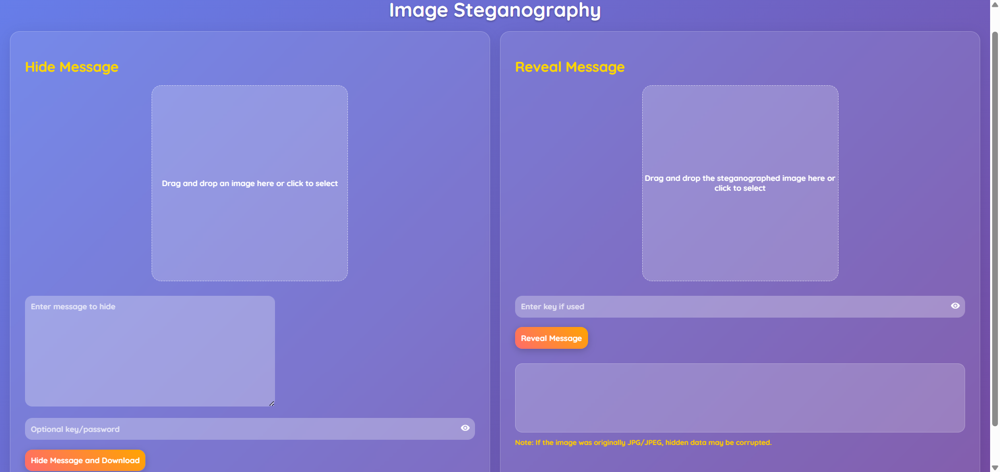 Image Steganography
Hide Message
Drag and drop an image here or click to select
Enter message to hide
Optional key/password
Hide Message and Download
Reveal Message
Drag and drop the steganographed image here or
click to select
Enter key if used
Reveal Message
Note: If the image was originally JPG/JPEG, hidden data may be corrupted.